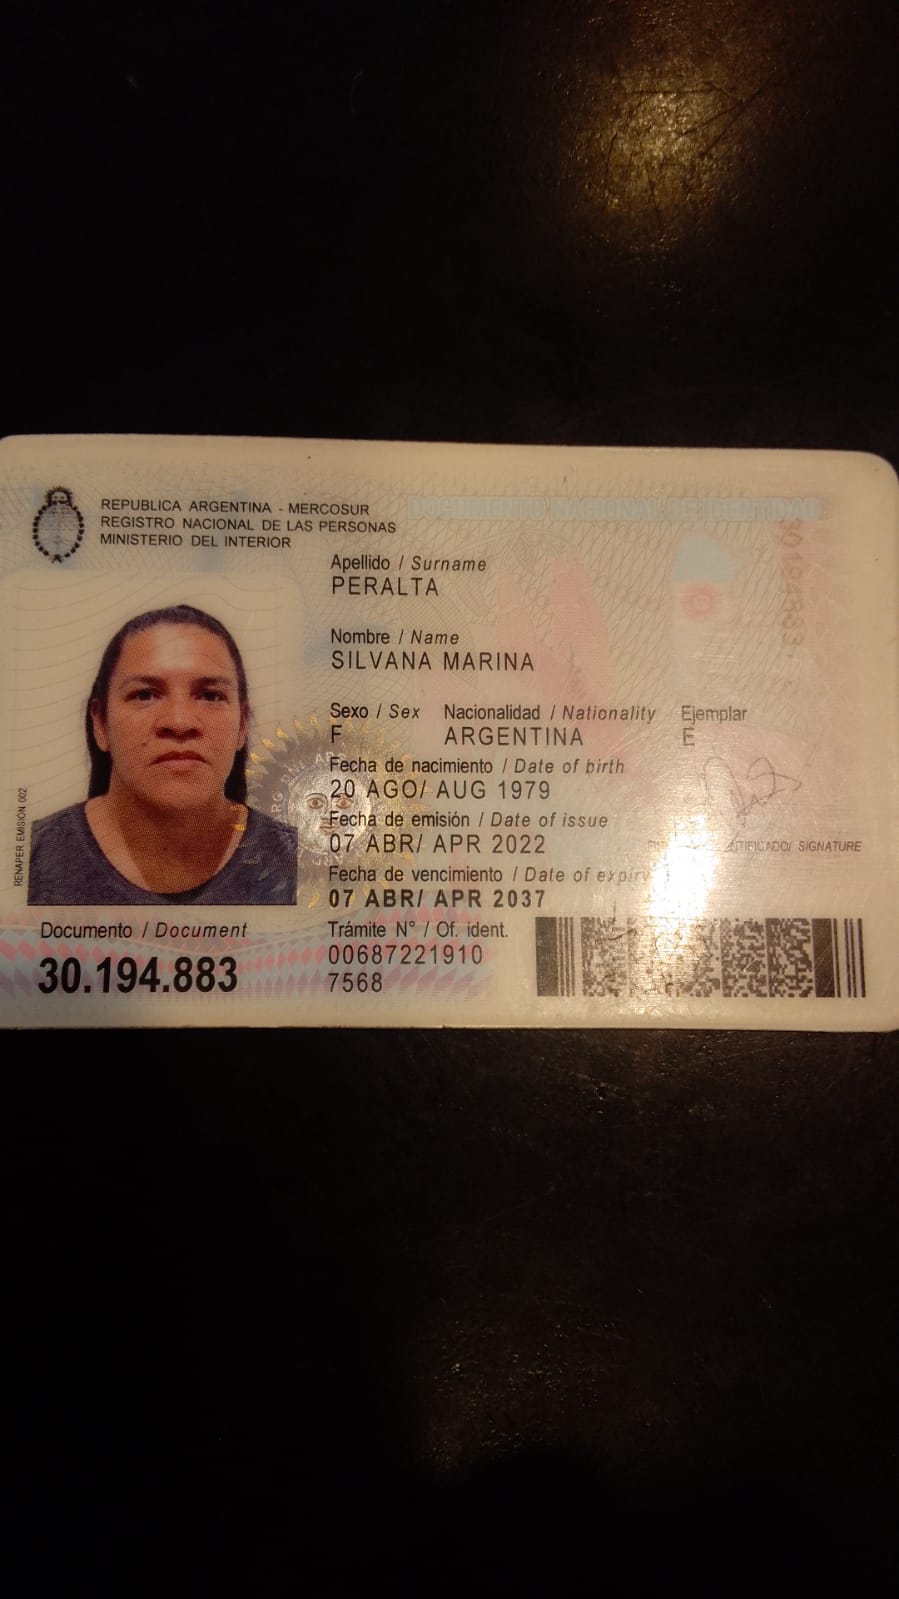 DOCUMENTO NACIONAL DE IDENTIDAD
REPUBLICA ARGENTINA - MERCOSUR
REGISTRO NACIONAL DE LAS PERSONAS
MINISTERIO DEL INTERIOR
Apellido / Surname
PERALTA
Nombre / Name
SILVANA MARINA
Sexo / Sex Nacionalidad / Nationality Ejemplar
F ARGENTINA E
Fecha de nacimiento / Date of birth
20 AGO/ AUG 1979
Fecha de emisión / Date of issue
07 ABR/ APR 2022
SIGNATURE
Fecha de vencimiento / Date of expiry
07 ABR/ APR 2037
RENAPER EMISIÓN 002
Documento / Document
30.194.883
Trámite N° / Of. ident.
00687221910
7568
30194883